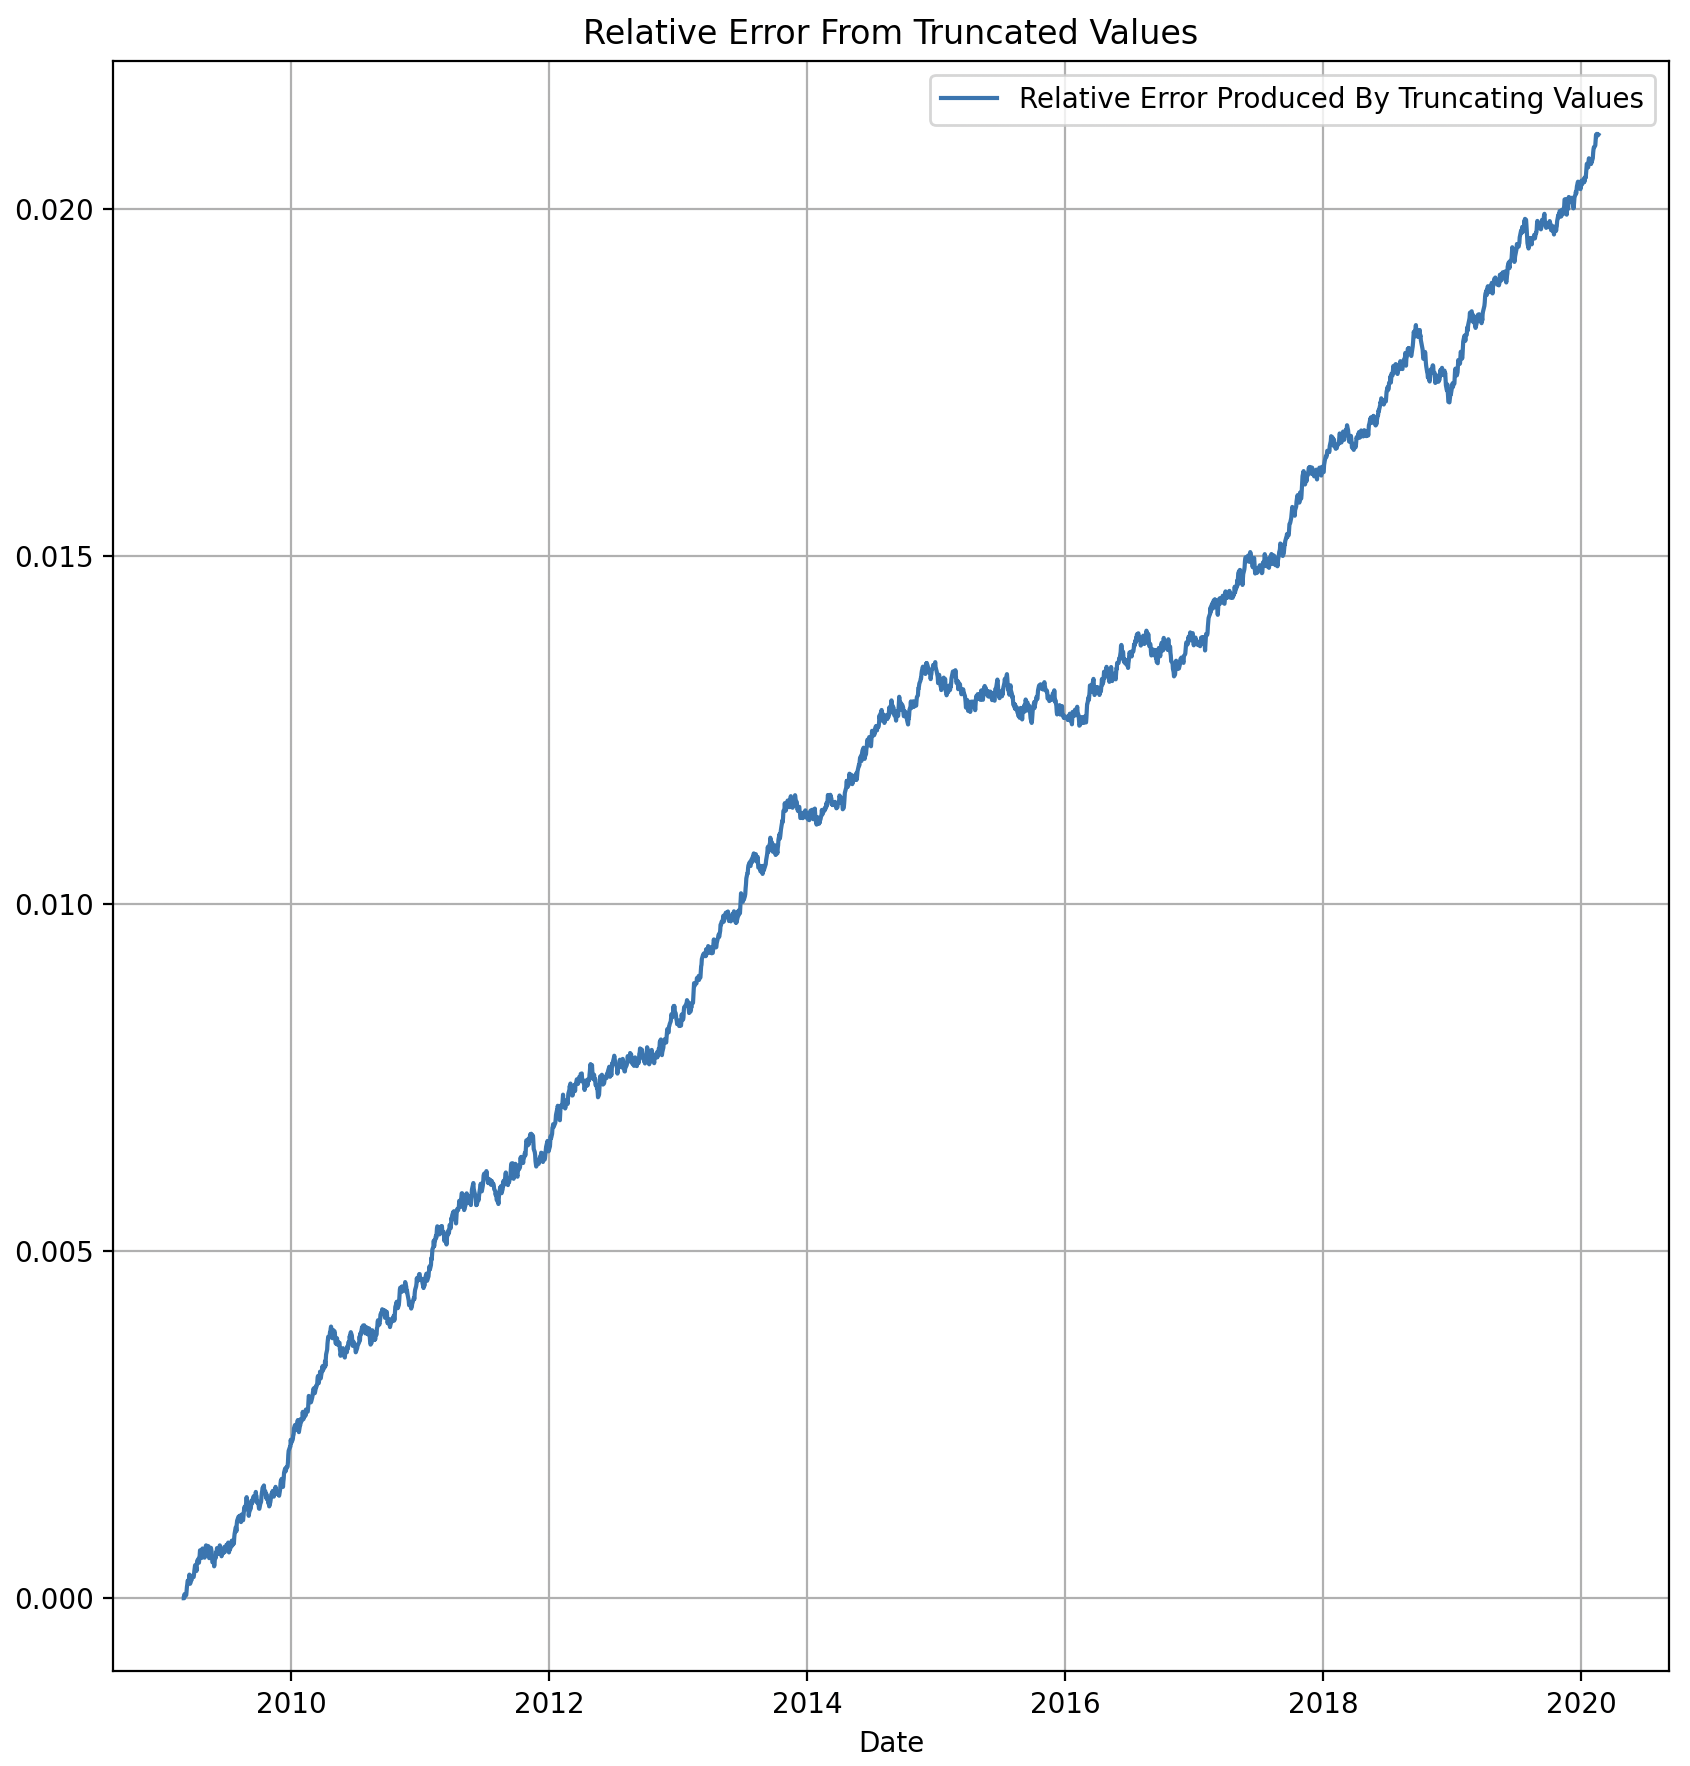 Relative Error From Truncated Values
Relative Error Produced By Truncating Values
0.020
0.015
0.010
0.005
0.000
2010 2012 2014 2016 2018 2020
Date